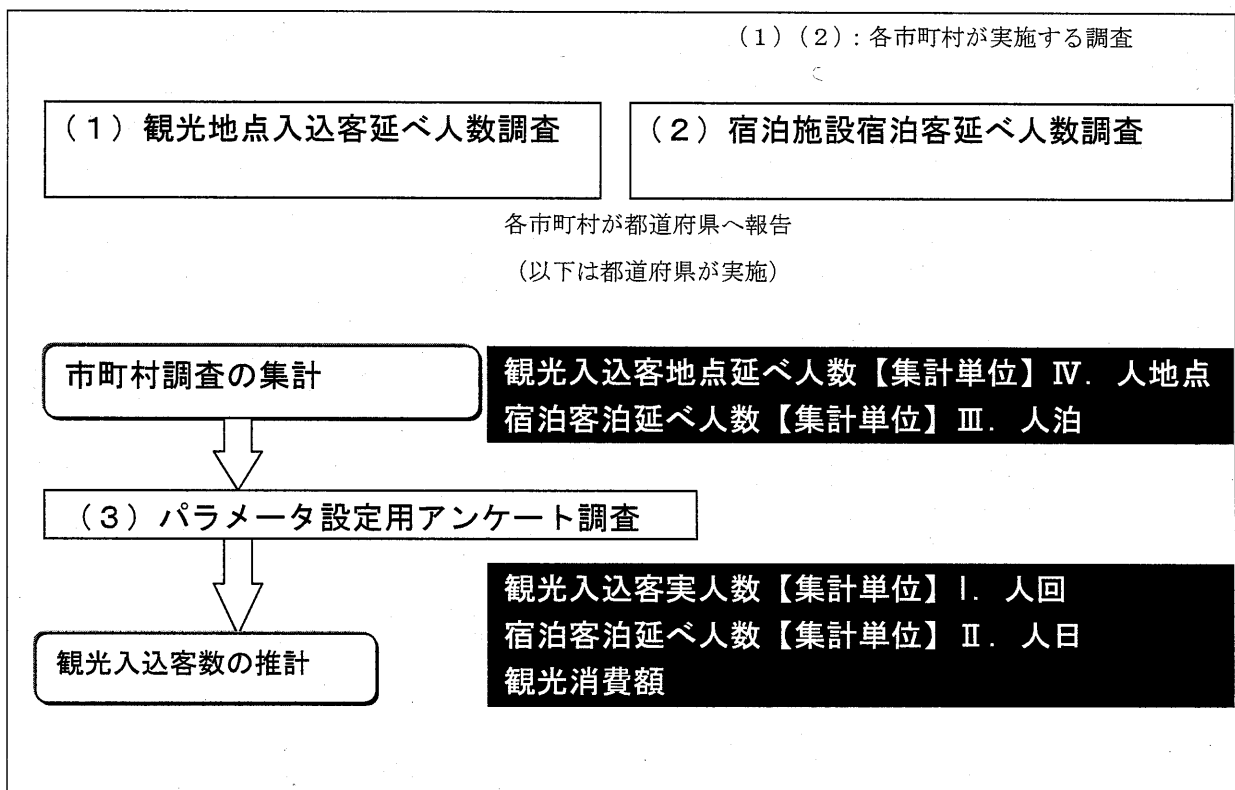 （１）（２）：各市町村が実施する調査
（１）観光地点入込客延べ人数調査
（２）宿泊施設宿泊客延べ人数調査
各市町村が都道府県へ報告
（以下は都道府県が実施）
市町村調査の集計
観光入込客地点延べ人数【集計単位】Ⅳ．人地点
宿泊客泊延べ人数【集計単位】Ⅲ．人泊
（３）パラメータ設定用アンケート調査
観光入込客実人数【集計単位】Ⅰ．人回
宿泊客泊延べ人数【集計単位】Ⅱ．人日
観光消費額
観光入込客数の推計